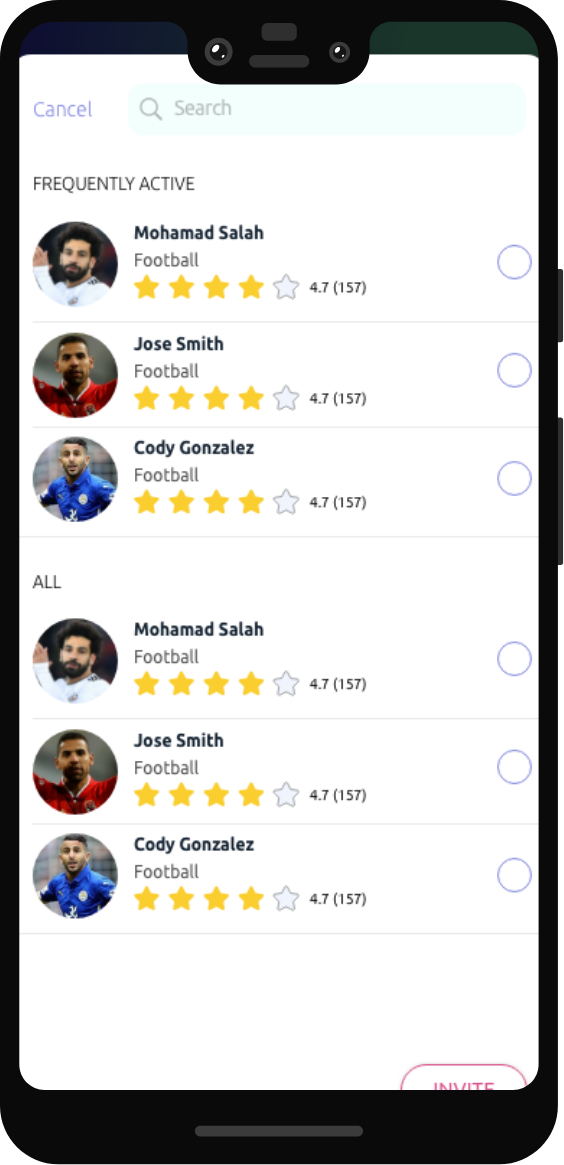 Cancel
Search
FREQUENTLY ACTIVE
Mohamad Salah
Football
4.7 (157)
Jose Smith
Football
4.7 (157)
Cody Gonzalez
Football
4.7 (157)
ALL
Mohamad Salah
Football
4.7 (157)
Jose Smith
Football
4.7 (157)
Cody Gonzalez
Football
4.7 (157)
INVITE